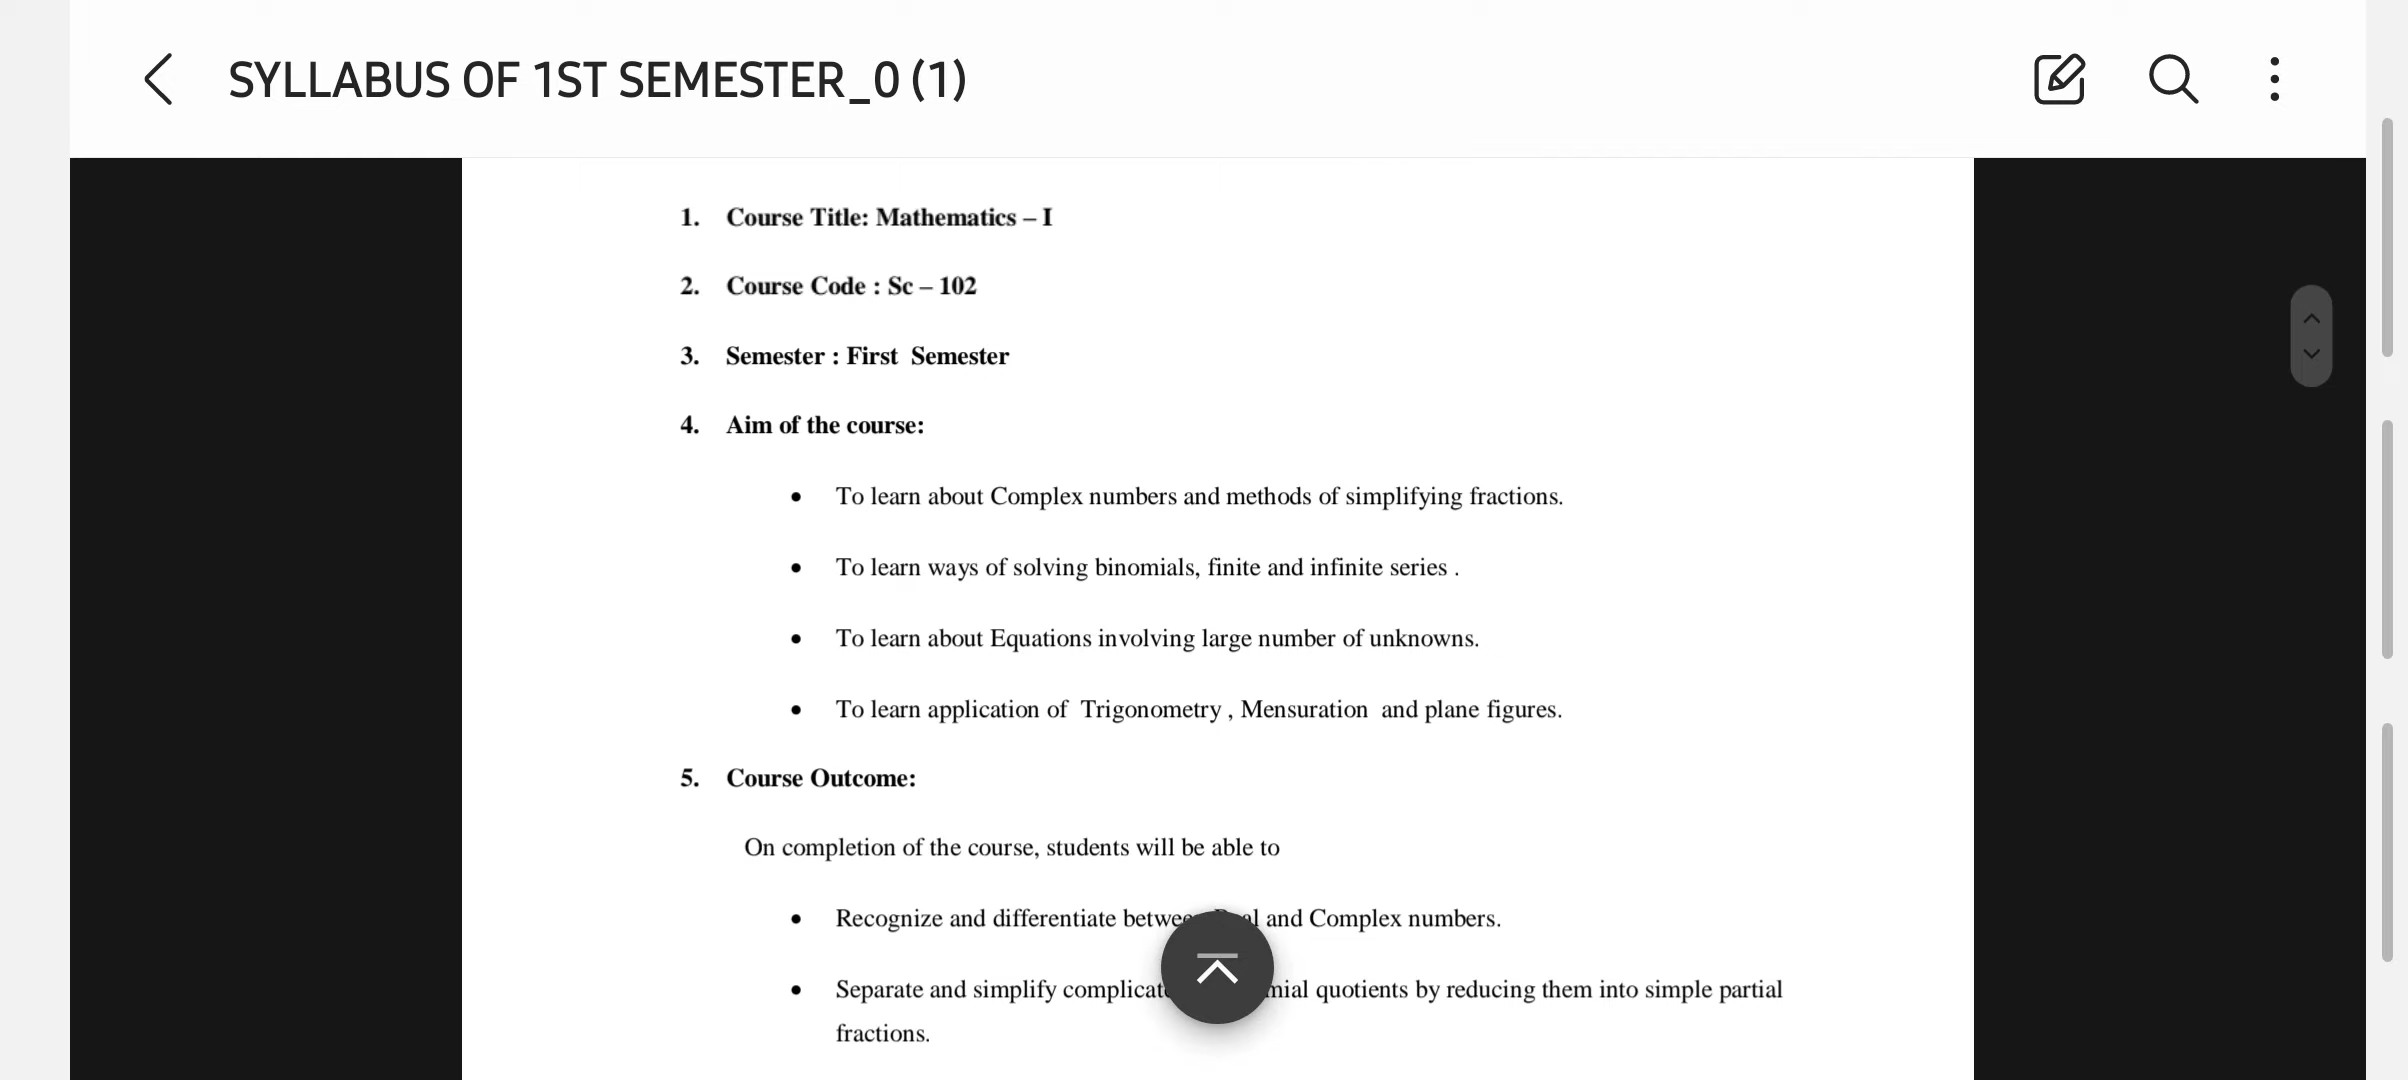 SYLLABUS OF 1ST SEMESTER_0 (1)
1. Course Title: Mathematics – I
2. Course Code : Sc – 102
3. Semester : First Semester
4. Aim of the course:
• To learn about Complex numbers and methods of simplifying fractions.
• To learn ways of solving binomials, finite and infinite series .
• To learn about Equations involving large number of unknowns.
• To learn application of Trigonometry , Mensuration and plane figures.
5. Course Outcome:
On completion of the course, students will be able to
• Recognize and differentiate and Complex numbers.
• Separate and simplify quotients by reducing them into simple partial
fractions.